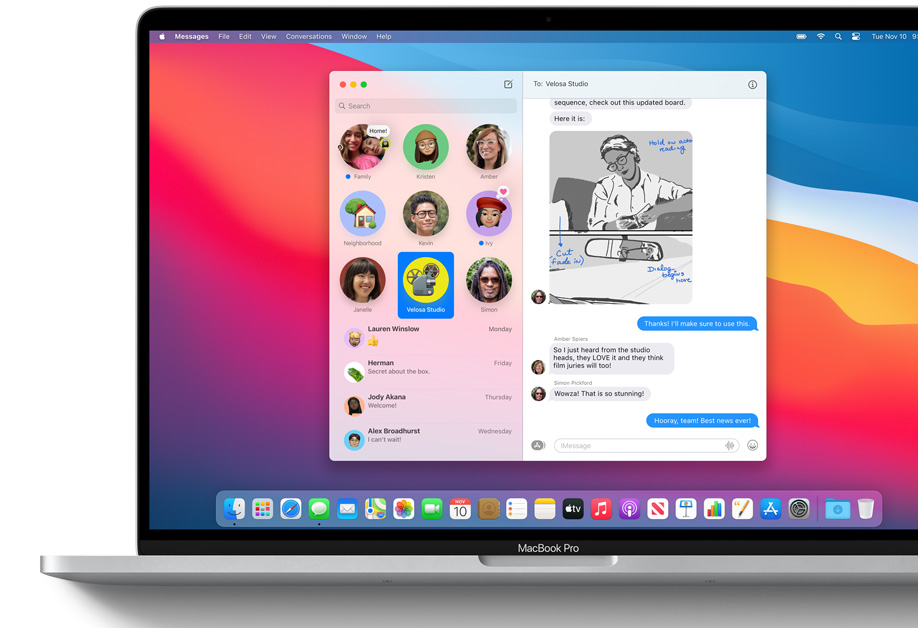 Messages File Edit View Conversations Window Help
Tue Nov 10
Search
To: Velosa Studio
Home!
Family
Kristen
Amber
Neighborhood
Kevin
Ivy
Janelle
Velosa Studio
Simon
Lauren Winslow
Monday
Herman
Friday
Secret about the box.
Jody Akana
Thursday
Welcome!
Alex Broadhurst
Wednesday
I can't wait!
sequence, check out this updated board.
Here it is:
Hold on actor
reading
Cut
(Fade in)
Dialog
begins
here
Thanks! I'll make sure to use this.
Amber Spiers
So I just heard from the studio
heads, they LOVE it and they think
film juries will too!
Simon Pickford
Wowza! That is so stunning!
Hooray, team! Best news ever!
iMessage
NOV
10
tv
MacBook Pro